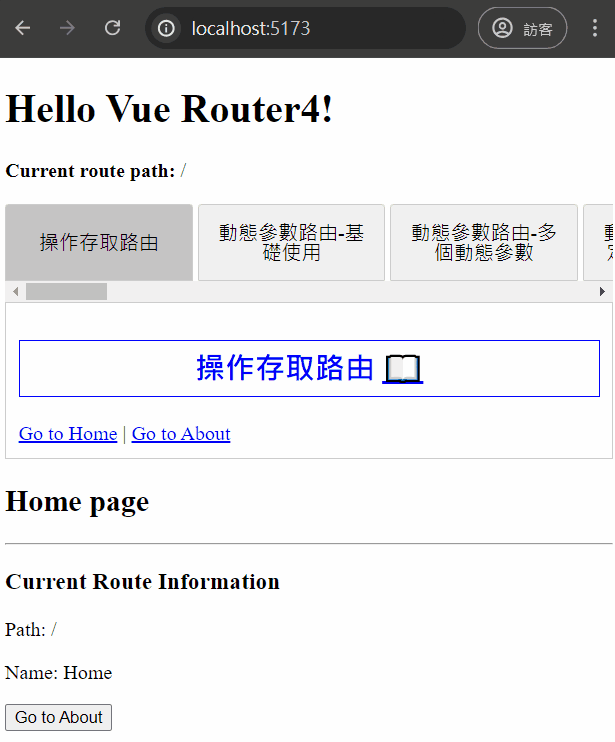 localhost:5173
訪客
Hello Vue Router4!
Current route path: /
操作存取路由
動態參數路由-基
礎使用
動態參數路由-多
個動態參數
操作存取路由 📖
Go to Home | Go to About
Home page
Current Route Information
Path: /
Name: Home
Go to About